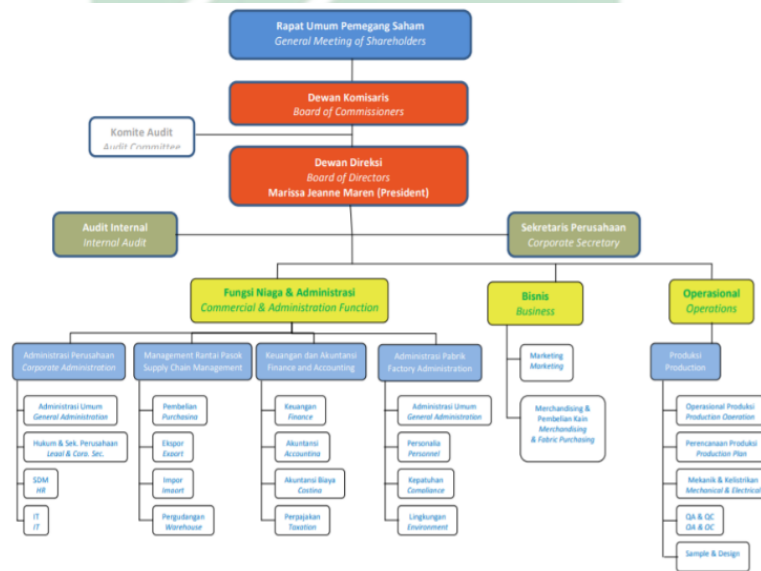 Rapat Umum Pemegang Saham
General Meeting of Shareholders
Dewan Komisaris
Board of Commissioners
Komite Audit
Audit Committee
Dewan Direksi
Board of Directors
Marissa Jeanne Maren (President)
Audit Internal
Internal Audit
Sekretaris Perusahaan
Corporate Secretary
Fungsi Niaga & Administrasi
Commercial & Administration Function
Bisnis
Business
Operasional
Operations
Administrasi Perusahaan
Corporate Administration
Administrasi Umum
General Administration
Hukum & Sek. Perusahaan
Legal & Corp. Sec.
SDM
HR
IT
IT
Management Rantai Pasok
Supply Chain Management
Pembelian
Purchasing
Ekspor
Export
Impor
Import
Pergudangan
Warehouse
Keuangan dan Akuntansi
Finance and Accounting
Keuangan
Finance
Akuntansi
Accounting
Akuntansi Biaya
Costing
Perpajakan
Taxation
Administrasi Pabrik
Factory Administration
Administrasi Umum
General Administration
Personalia
Personnel
Kepatuhan
Compliance
Lingkungan
Environment
Marketing
Marketing
Merchandising &
Pembelian Kain
Merchandising
& Fabric Purchasing
Produksi
Production
Operasional Produksi
Production Operation
Perencanaan Produksi
Production Plan
Mekanik & Kelistrikan
Mechanical & Electrical
QA & QC
QA & QC
Sample & Design